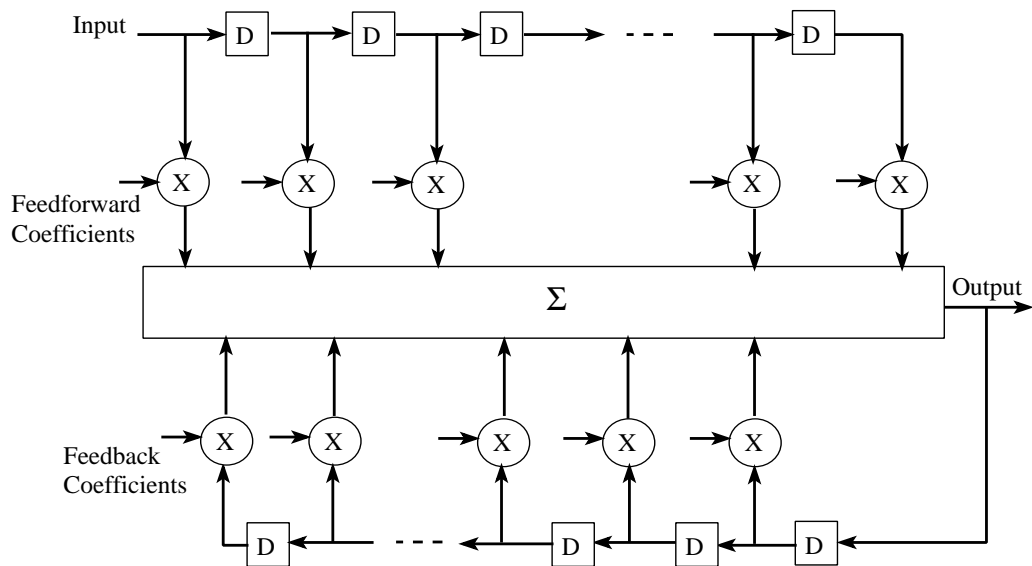 Input D D D D
X X X X X
Feedforward
Coefficients
Σ
Output
X X X X X
Feedback
Coefficients
D D D D